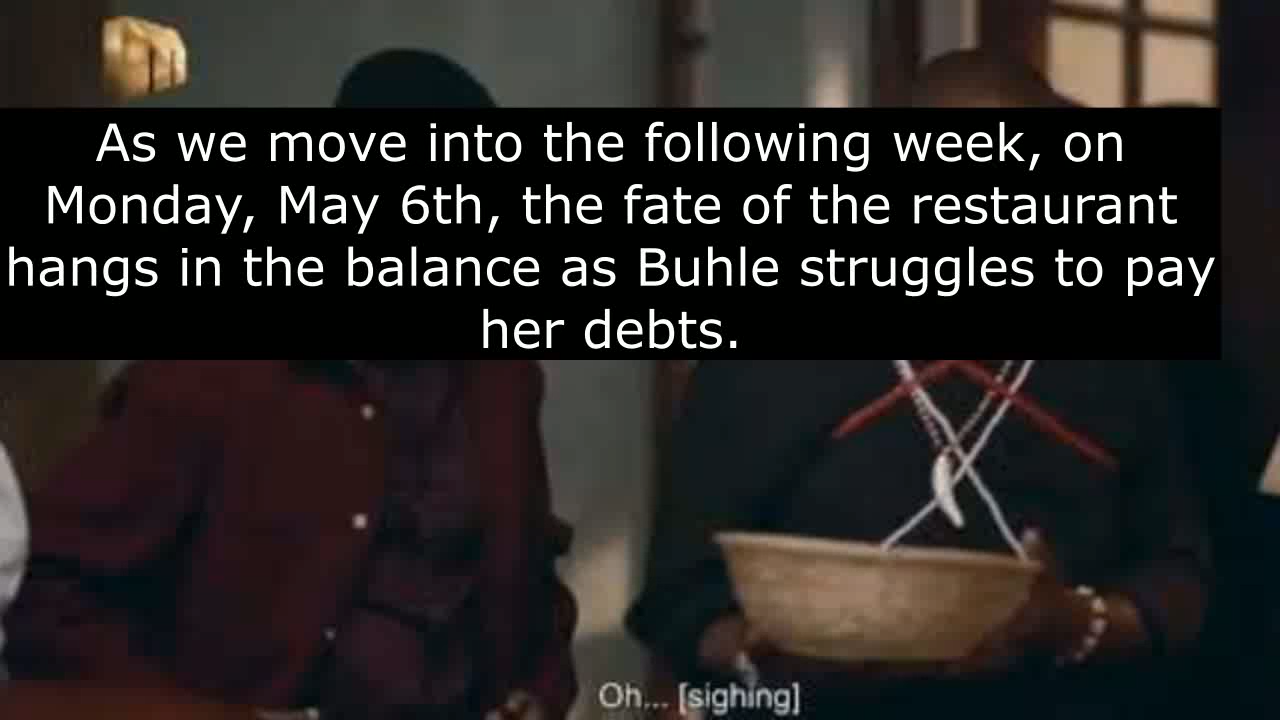 As we move into the following week, on
Monday, May 6th, the fate of the restaurant
hangs in the balance as Buhle struggles to pay
her debts.
Oh... [sighing]